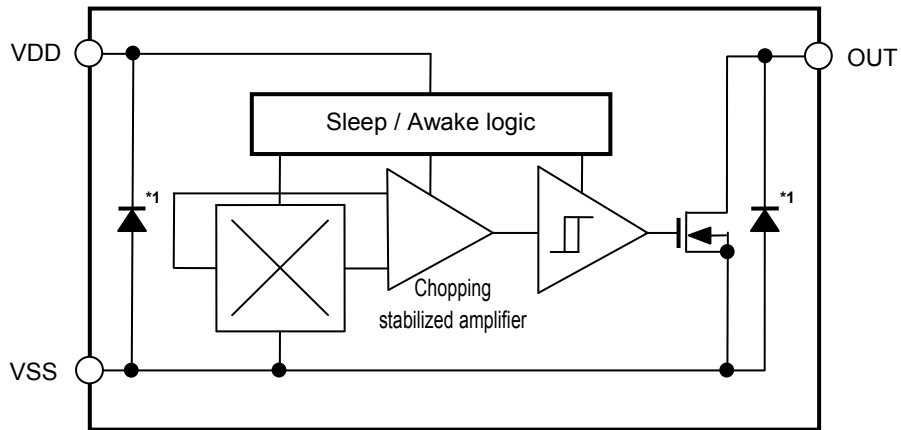 VDD
OUT
Sleep / Awake logic
*1
*1
Chopping
stabilized amplifier
VSS